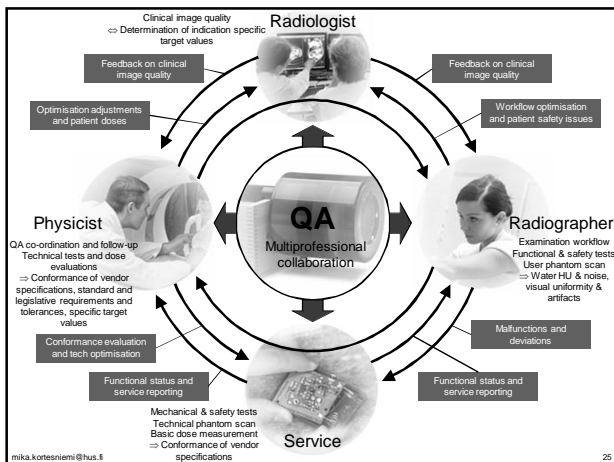 Clinical image quality
⇔ Determination of indication specific
target values
Radiologist
Feedback on clinical
image quality
Feedback on clinical
image quality
Optimisation adjustments
and patient doses
Workflow optimisation
and patient safety issues
QA
Multiprofessional
collaboration
Physicist
QA co-ordination and follow-up
Technical tests and dose
evaluations
⇒ Conformance of vendor
specifications, standard and
legislative requirements and
tolerances, specific target
values
Radiographer
Examination workflow
Functional & safety tests
User phantom scan
⇒ Water HU & noise,
visual uniformity &
artifacts
Conformance evaluation
and tech optimisation
Malfunctions and
deviations
Functional status and
service reporting
Functional status and
service reporting
Mechanical & safety tests
Technical phantom scan
Basic dose measurement
⇒ Conformance of vendor
specifications
Service
mika.kortesniemi@hus.fi
25